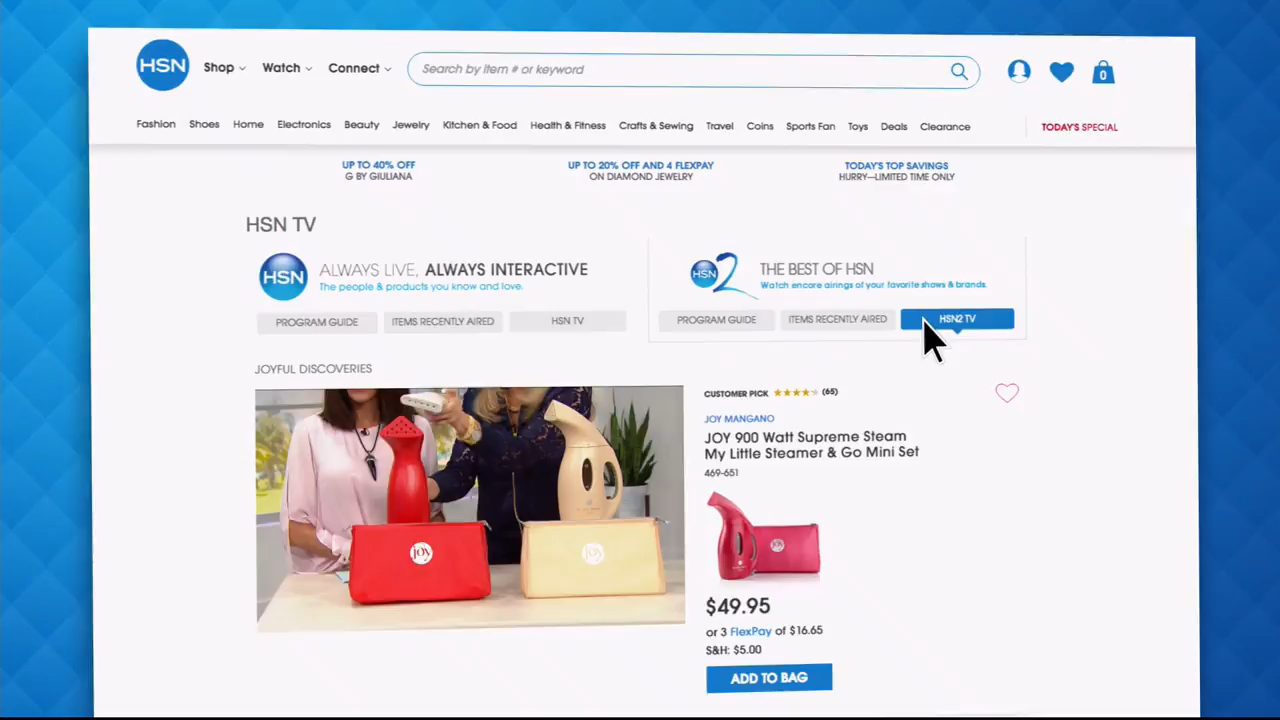 HSN
Shop
Watch
Connect
Search by item # or keyword
0
Fashion Shoes Home Electronics Beauty Jewelry Kitchen & Food Health & Fitness Crafts & Sewing Travel Coins Sports Fan Toys Deals Clearance TODAY'S SPECIAL
UP TO 40% OFF
G BY GIULIANA
UP TO 20% OFF AND 4 FLEXPAY
ON DIAMOND JEWELRY
TODAY'S TOP SAVINGS
HURRY—LIMITED TIME ONLY
HSN TV
HSN
ALWAYS LIVE, ALWAYS INTERACTIVE
The people & products you know and love.
PROGRAM GUIDE
ITEMS RECENTLY AIRED
HSN TV
HSN2
THE BEST OF HSN
Watch encore airings of your favorite shows & brands.
PROGRAM GUIDE
ITEMS RECENTLY AIRED
HSN2 TV
JOYFUL DISCOVERIES
joy
joy
CUSTOMER PICK (65)
JOY MANGANO
JOY 900 Watt Supreme Steam
My Little Steamer & Go Mini Set
469-651
joy
$49.95
or 3 FlexPay of $16.65
S&H: $5.00
ADD TO BAG